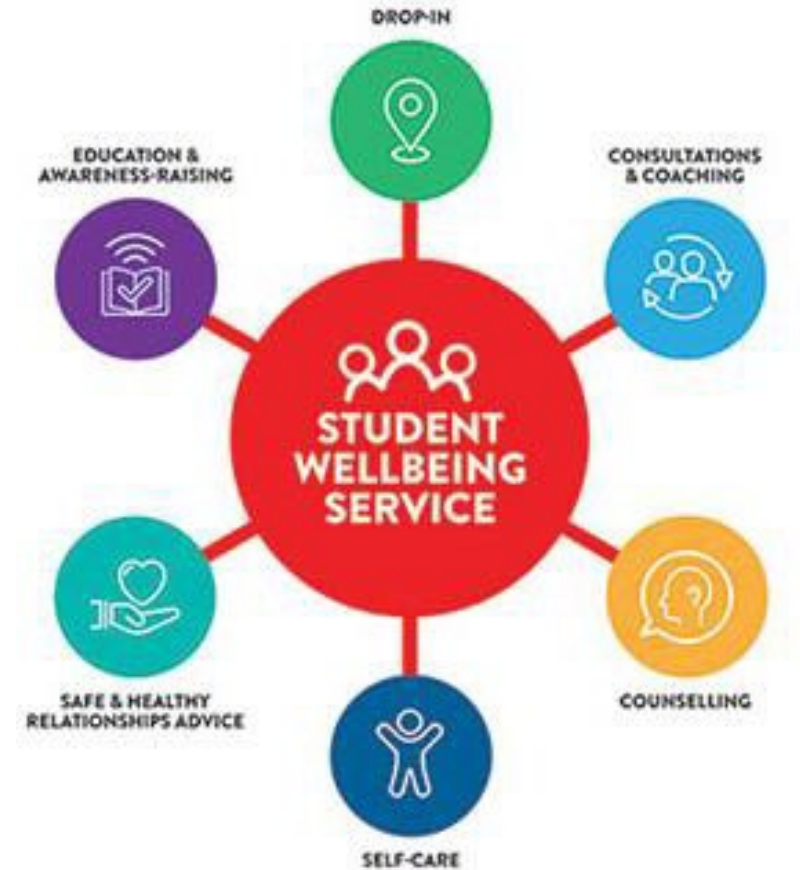 DROP-IN
EDUCATION &
AWARENESS-RAISING
CONSULTATIONS
& COACHING
STUDENT
WELLBEING
SERVICE
SAFE & HEALTHY
RELATIONSHIPS ADVICE
COUNSELLING
SELF-CARE